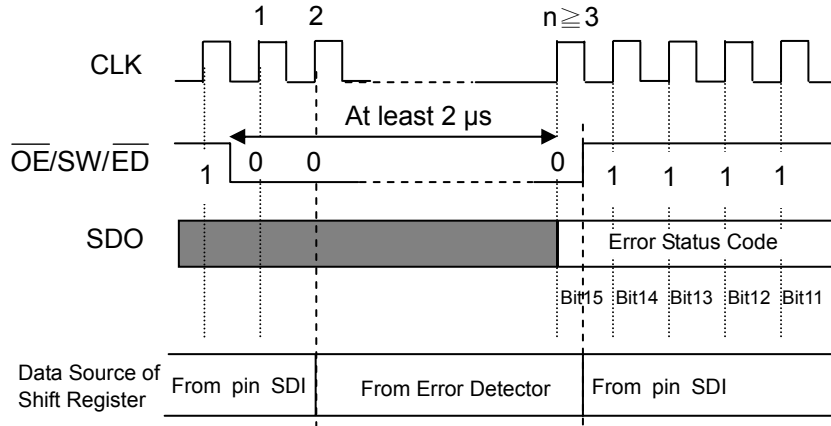 1 2 n≧3
CLK
At least 2 µs
OE/SW/ED
1 0 0 0 1 1 1 1
SDO
Error Status Code
Bit15 Bit14 Bit13 Bit12 Bit11
Data Source of
Shift Register
From pin SDI From Error Detector From pin SDI